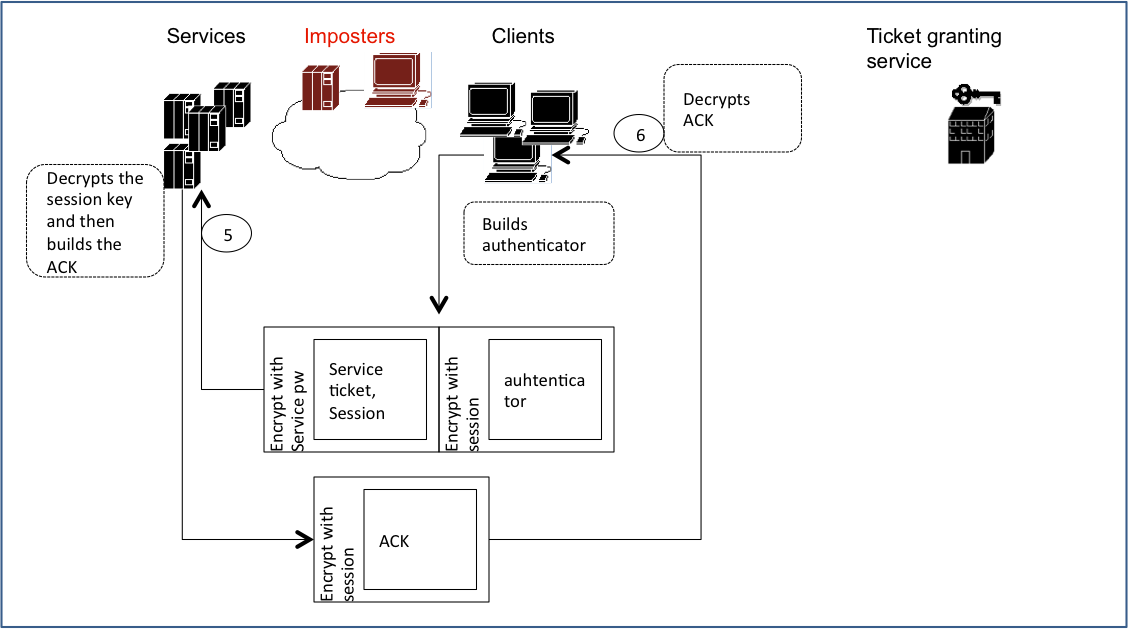 Services
Imposters
Clients
Ticket granting
service
Decrypts
ACK
6
Decrypts the
session key
and then
builds the
ACK
5
Builds
authenticator
Encrypt with
Service pw
Service
ticket,
Session
Encrypt with
session
auhtentica
tor
Encrypt with
session
ACK